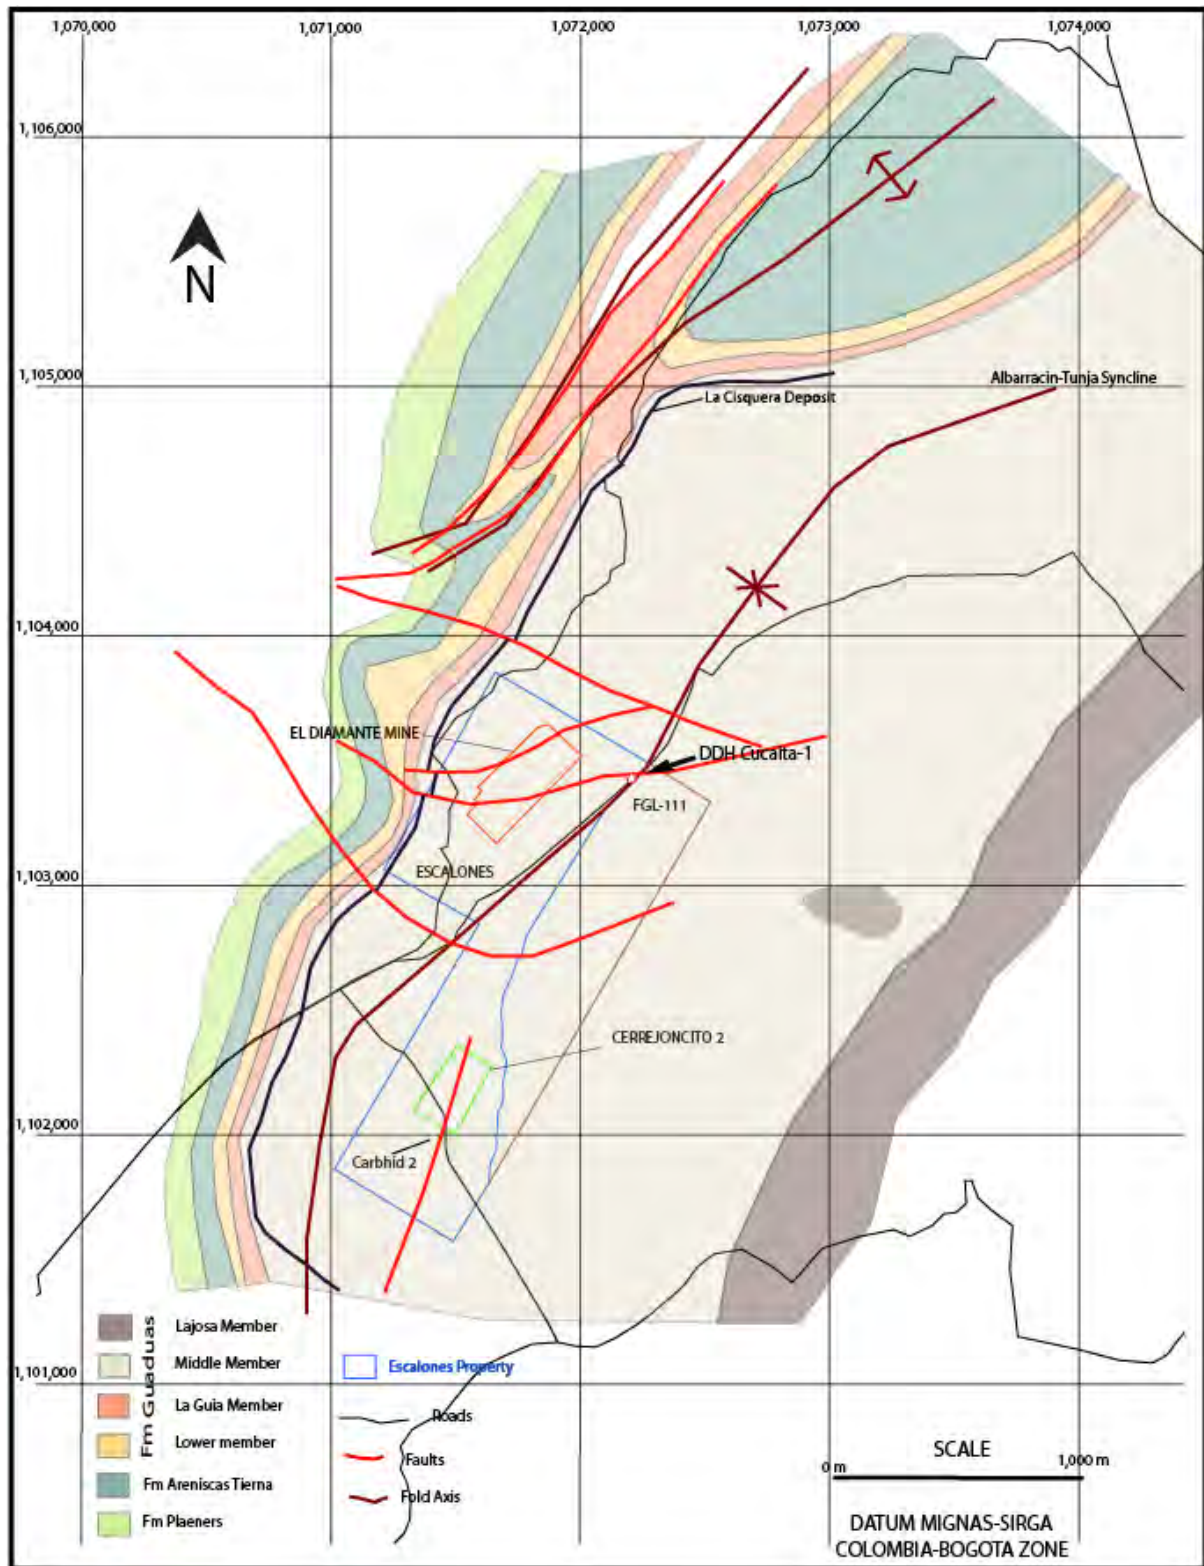 1,070,000
1,071,000
1,072,000
1,073,000
1,074,000
1,106,000
N
1,105,000
Albarracin-Tunja Syncline
La Cisquera Deposit
1,104,000
EL DIAMANTE MINE
DDH Cucaita-1
FGL-111
ESCALONES
1,103,000
CERREJONCITO 2
1,102,000
Carbhid 2
Fm Guaduas
Lajosa Member
Middle Member
La Guia Member
Lower member
Fm Areniscas Tierna
Fm Plaeners
1,101,000
Escalones Property
Roads
Faults
Fold Axis
SCALE
0 m
1,000 m
DATUM MIGNAS-SIRGA
COLOMBIA-BOGOTA ZONE